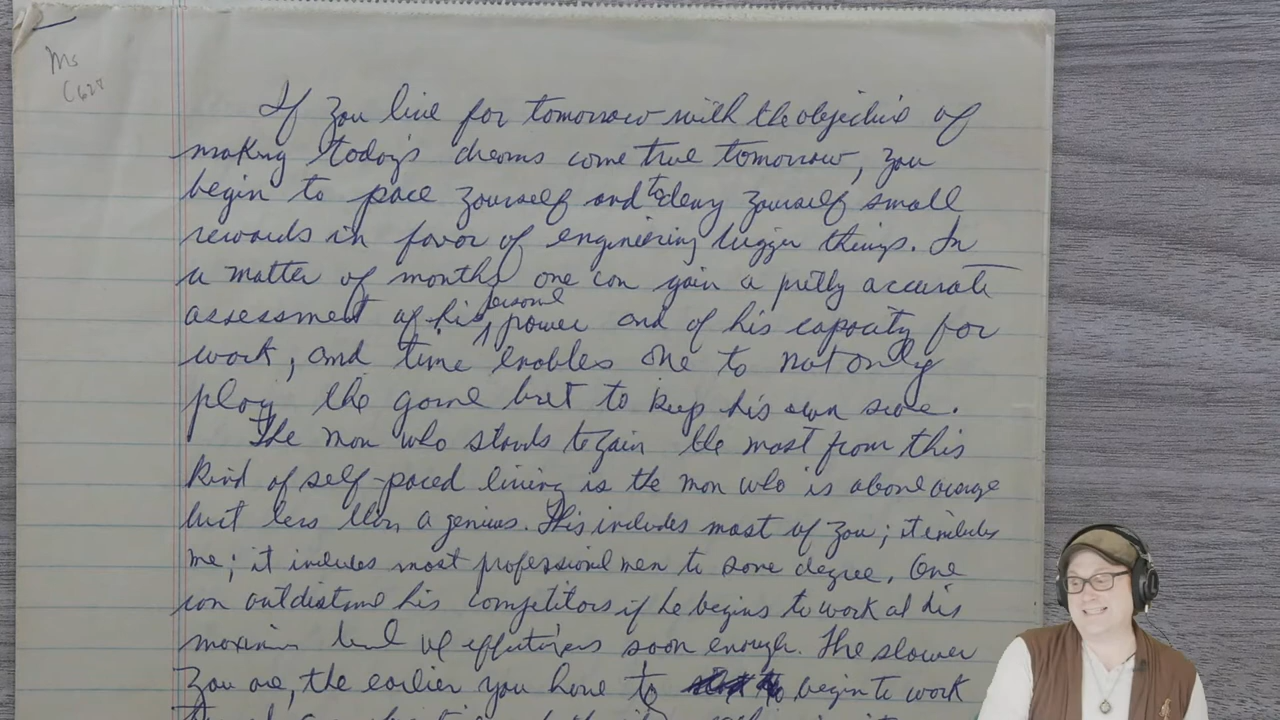 Ms
C628
If you live for tomorrow with the objective of
making today's dreams come true tomorrow, you
begin to pace yourself and to deny yourself small
rewards in favor of engineering bigger things. In
a matter of months one can gain a pretty accurate
assessment of his personal power and of his capacity for
work, and time enables one to not only
play the game but to keep his own score.
The man who stands to gain the most from this
kind of self-paced living is the man who is above average
but less than a genius. This includes most of you; it includes
me; it includes most professional men to some degree. One
can outdistance his competitors if he begins to work at his
maximum level of effectiveness soon enough. The slower
you are, the earlier you have to begin to work